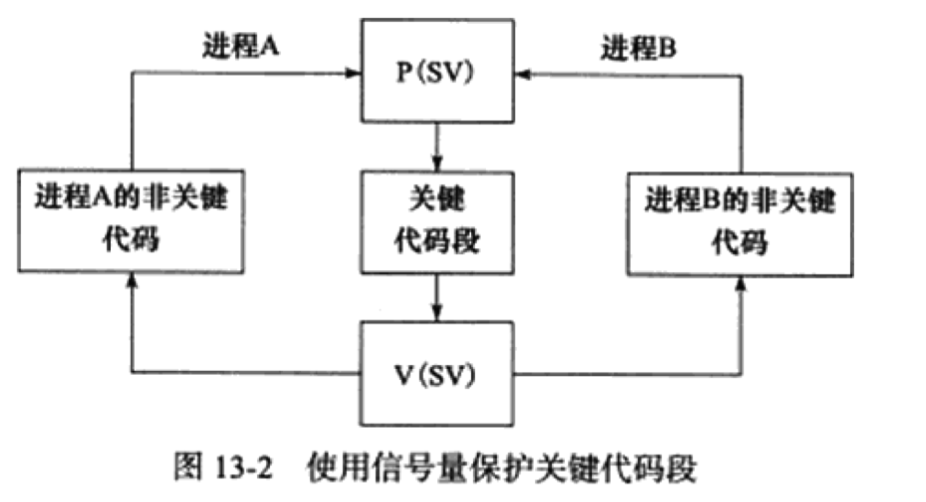 进程A
P(SV)
进程B
进程A的非关键
代码
关键
代码段
进程B的非关键
代码
V(SV)
图 13-2 使用信号量保护关键代码段